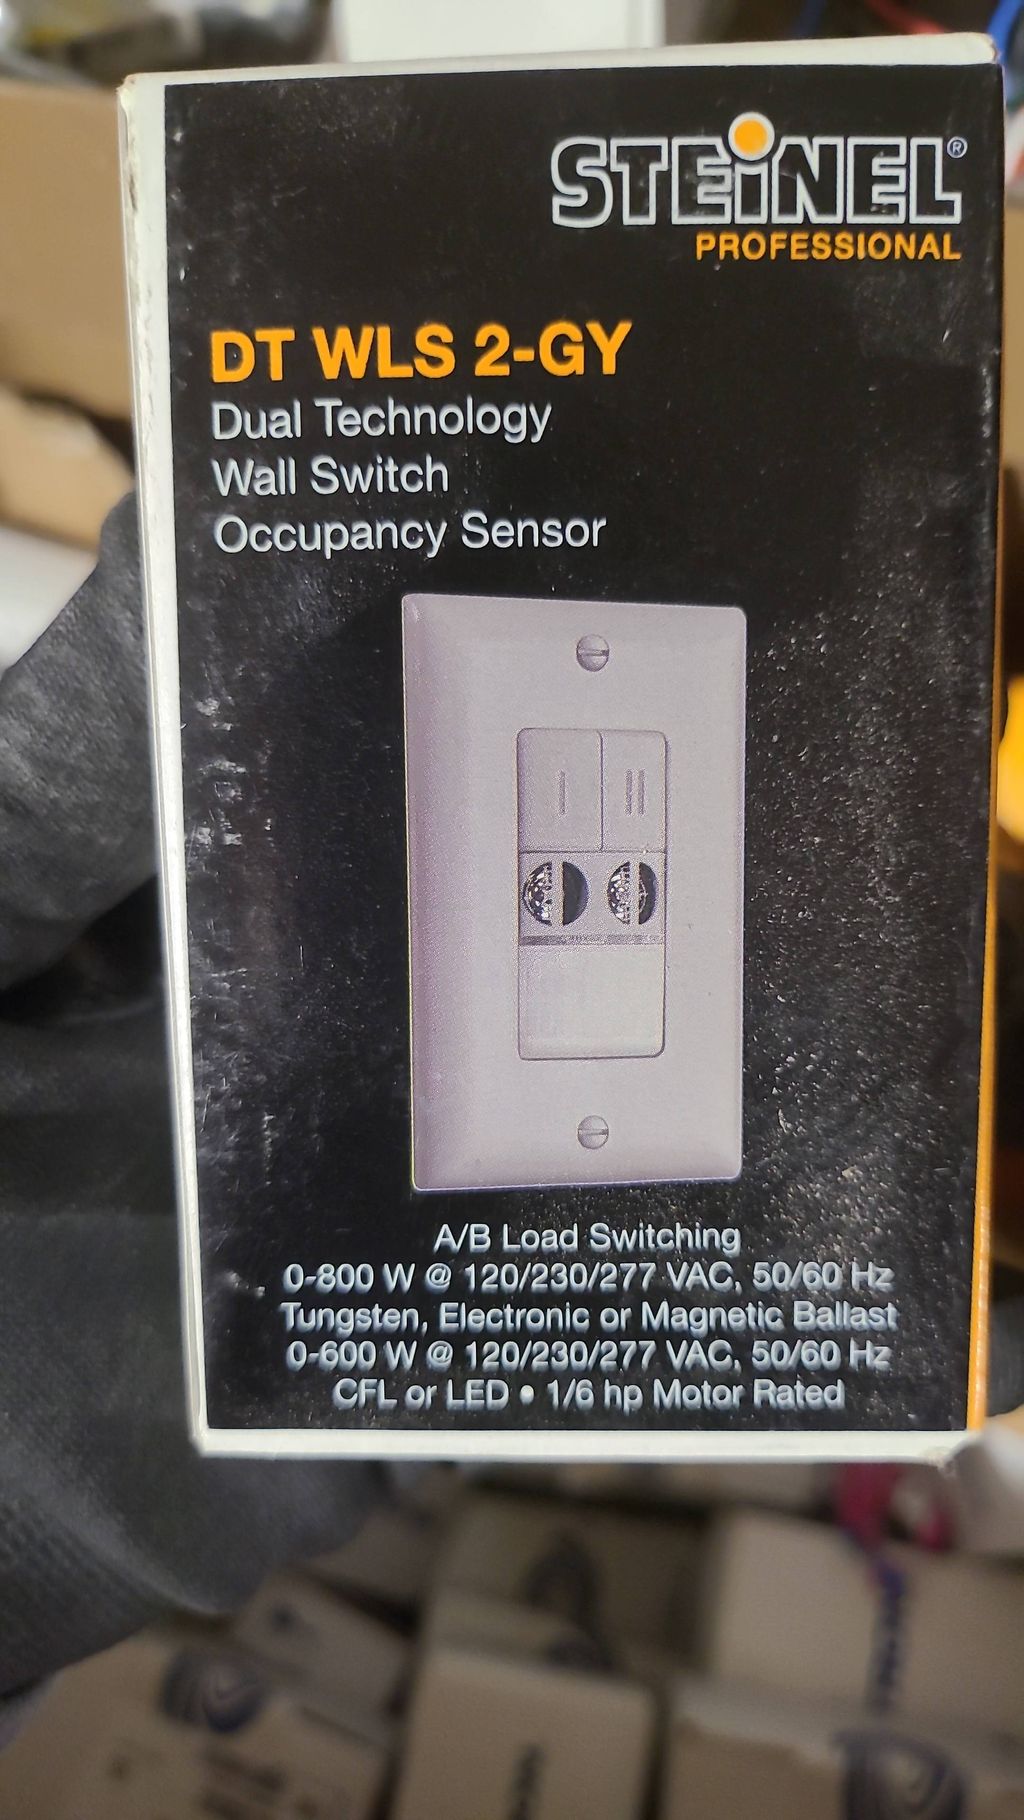 STEiNEL®
PROFESSIONAL
DT WLS 2-GY
Dual Technology
Wall Switch
Occupancy Sensor
I II
A/B Load Switching
0-800 W @ 120/230/277 VAC, 50/60 Hz
Tungsten, Electronic or Magnetic Ballast
0-600 W @ 120/230/277 VAC, 50/60 Hz
CFL or LED • 1/6 hp Motor Rated